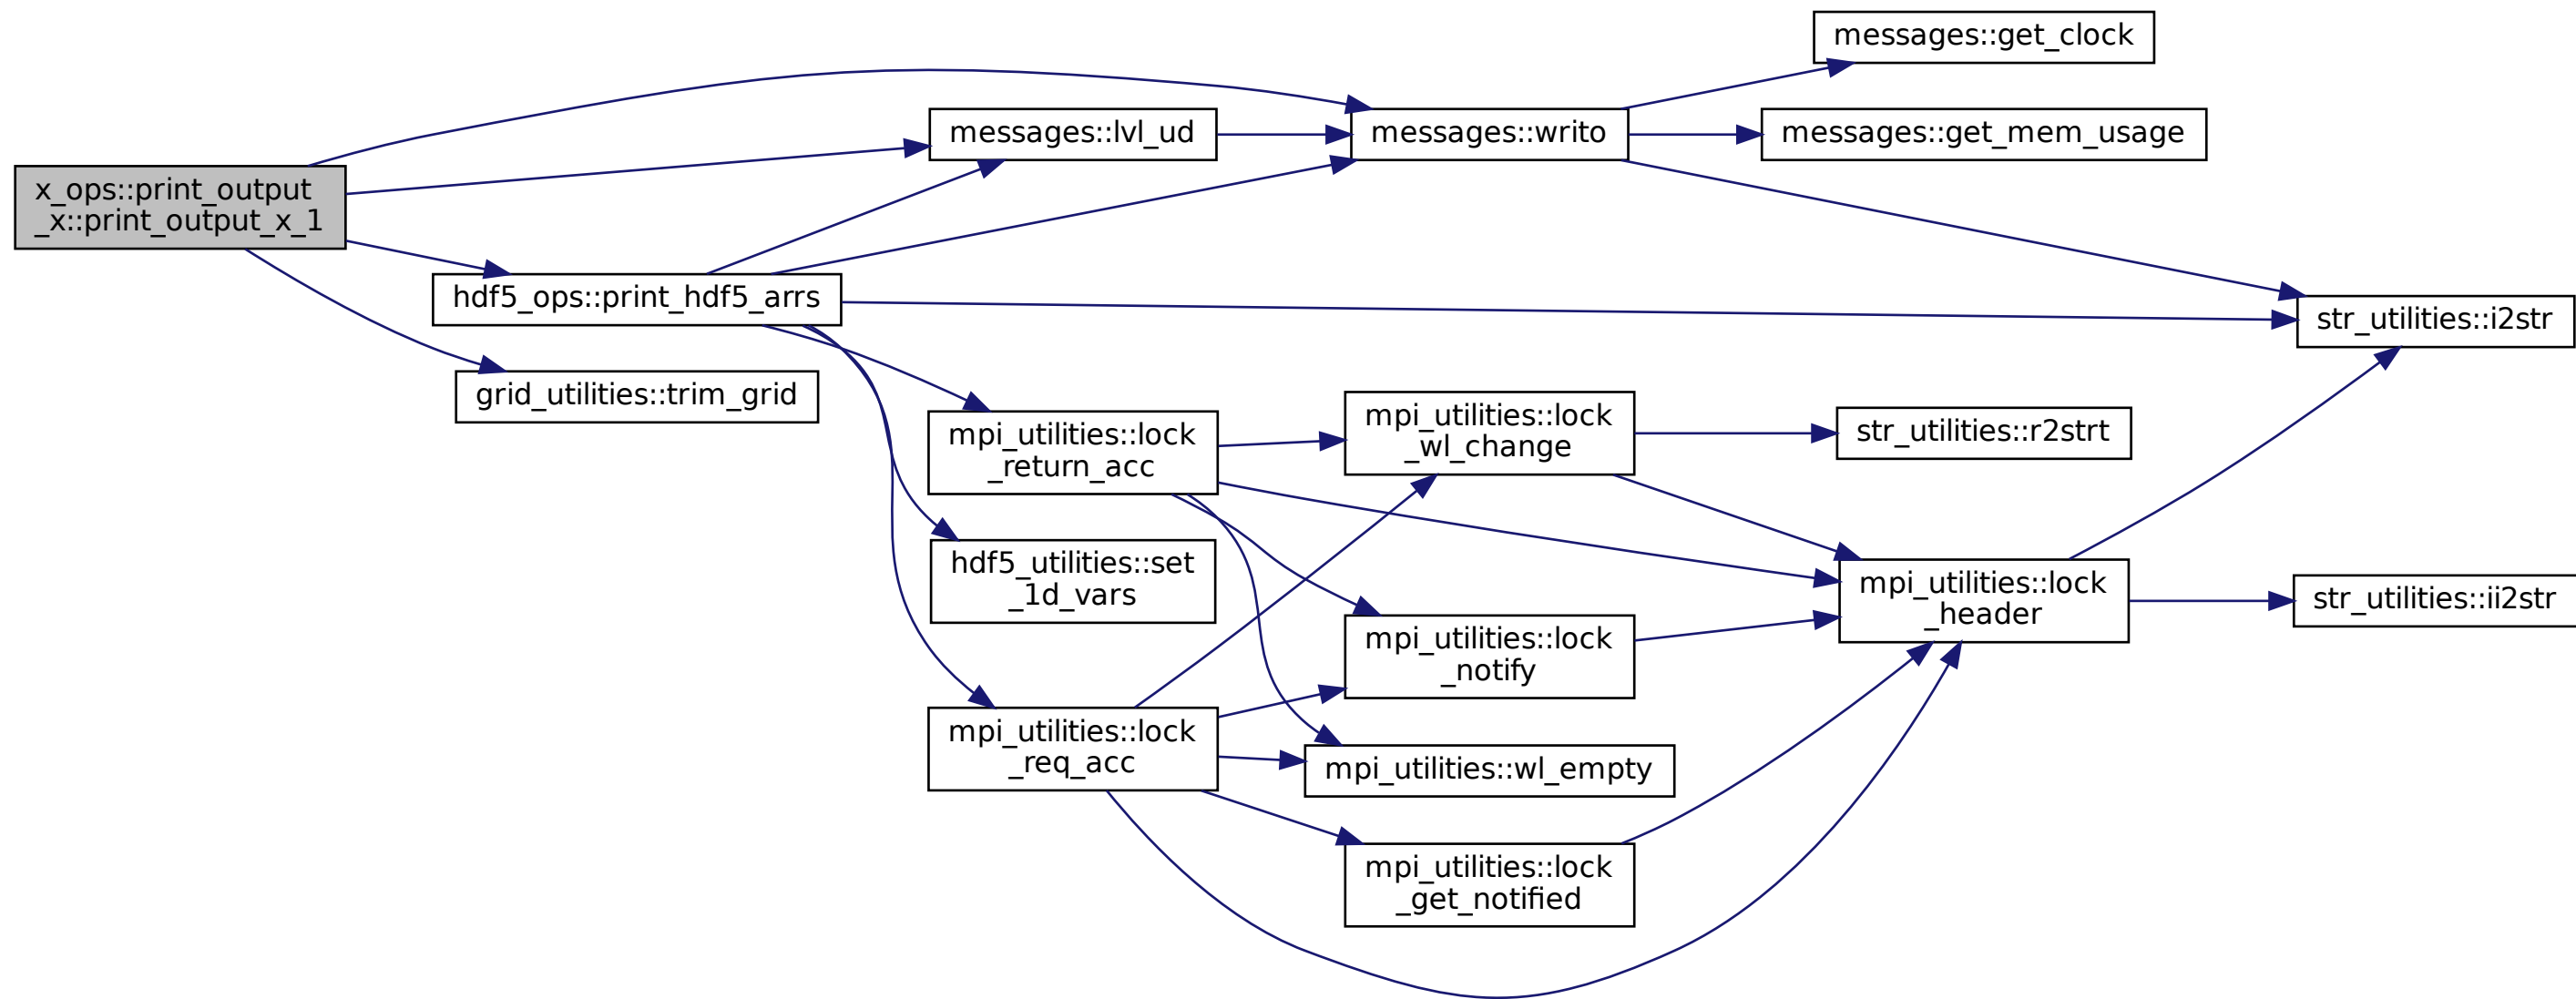 x_ops::print_output
_x::print_output_x_1
messages::lvl_ud
hdf5_ops::print_hdf5_arrs
grid_utilities::trim_grid
messages::writo
messages::get_clock
messages::get_mem_usage
str_utilities::i2str
mpi_utilities::lock
_return_acc
hdf5_utilities::set
_1d_vars
mpi_utilities::lock
_req_acc
mpi_utilities::lock
_wl_change
str_utilities::r2strt
mpi_utilities::lock
_header
str_utilities::ii2str
mpi_utilities::lock
_notify
mpi_utilities::wl_empty
mpi_utilities::lock
_get_notified